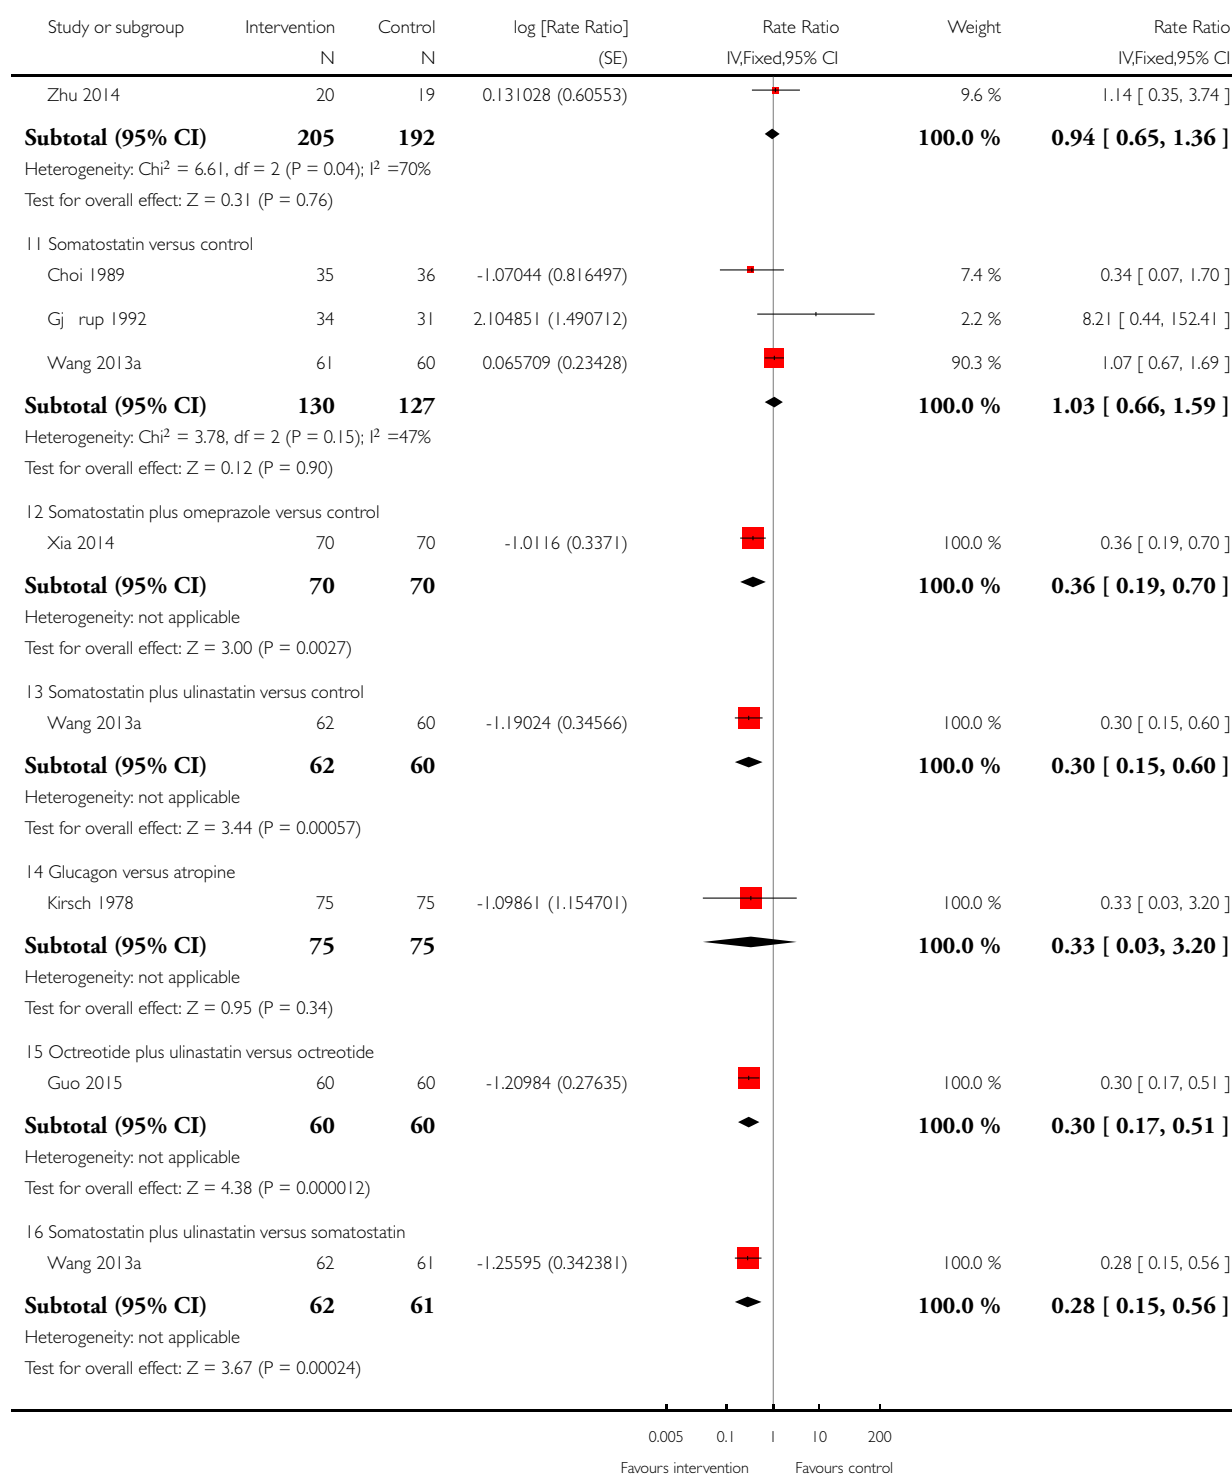 Study or subgroup Intervention Control log [Rate Ratio] Rate Ratio Weight Rate Ratio
N N (SE) IV,Fixed,95% CI IV,Fixed,95% CI
Zhu 2014 20 19 0.131028 (0.60553) 9.6 % 1.14 [ 0.35, 3.74 ]
Subtotal (95% CI) 205 192 100.0 % 0.94 [ 0.65, 1.36 ]
Heterogeneity: Chi² = 6.61, df = 2 (P = 0.04); I² =70%
Test for overall effect: Z = 0.31 (P = 0.76)
11 Somatostatin versus control
Choi 1989 35 36 -1.07044 (0.816497) 7.4 % 0.34 [ 0.07, 1.70 ]
Gj rup 1992 34 31 2.104851 (1.490712) 2.2 % 8.21 [ 0.44, 152.41 ]
Wang 2013a 61 60 0.065709 (0.23428) 90.3 % 1.07 [ 0.67, 1.69 ]
Subtotal (95% CI) 130 127 100.0 % 1.03 [ 0.66, 1.59 ]
Heterogeneity: Chi² = 3.78, df = 2 (P = 0.15); I² =47%
Test for overall effect: Z = 0.12 (P = 0.90)
12 Somatostatin plus omeprazole versus control
Xia 2014 70 70 -1.0116 (0.3371) 100.0 % 0.36 [ 0.19, 0.70 ]
Subtotal (95% CI) 70 70 100.0 % 0.36 [ 0.19, 0.70 ]
Heterogeneity: not applicable
Test for overall effect: Z = 3.00 (P = 0.0027)
13 Somatostatin plus ulinastatin versus control
Wang 2013a 62 60 -1.19024 (0.34566) 100.0 % 0.30 [ 0.15, 0.60 ]
Subtotal (95% CI) 62 60 100.0 % 0.30 [ 0.15, 0.60 ]
Heterogeneity: not applicable
Test for overall effect: Z = 3.44 (P = 0.00057)
14 Glucagon versus atropine
Kirsch 1978 75 75 -1.09861 (1.154701) 100.0 % 0.33 [ 0.03, 3.20 ]
Subtotal (95% CI) 75 75 100.0 % 0.33 [ 0.03, 3.20 ]
Heterogeneity: not applicable
Test for overall effect: Z = 0.95 (P = 0.34)
15 Octreotide plus ulinastatin versus octreotide
Guo 2015 60 60 -1.20984 (0.27635) 100.0 % 0.30 [ 0.17, 0.51 ]
Subtotal (95% CI) 60 60 100.0 % 0.30 [ 0.17, 0.51 ]
Heterogeneity: not applicable
Test for overall effect: Z = 4.38 (P = 0.000012)
16 Somatostatin plus ulinastatin versus somatostatin
Wang 2013a 62 61 -1.25595 (0.342381) 100.0 % 0.28 [ 0.15, 0.56 ]
Subtotal (95% CI) 62 61 100.0 % 0.28 [ 0.15, 0.56 ]
Heterogeneity: not applicable
Test for overall effect: Z = 3.67 (P = 0.00024)
0.005 0.1 1 10 200
Favours intervention Favours control